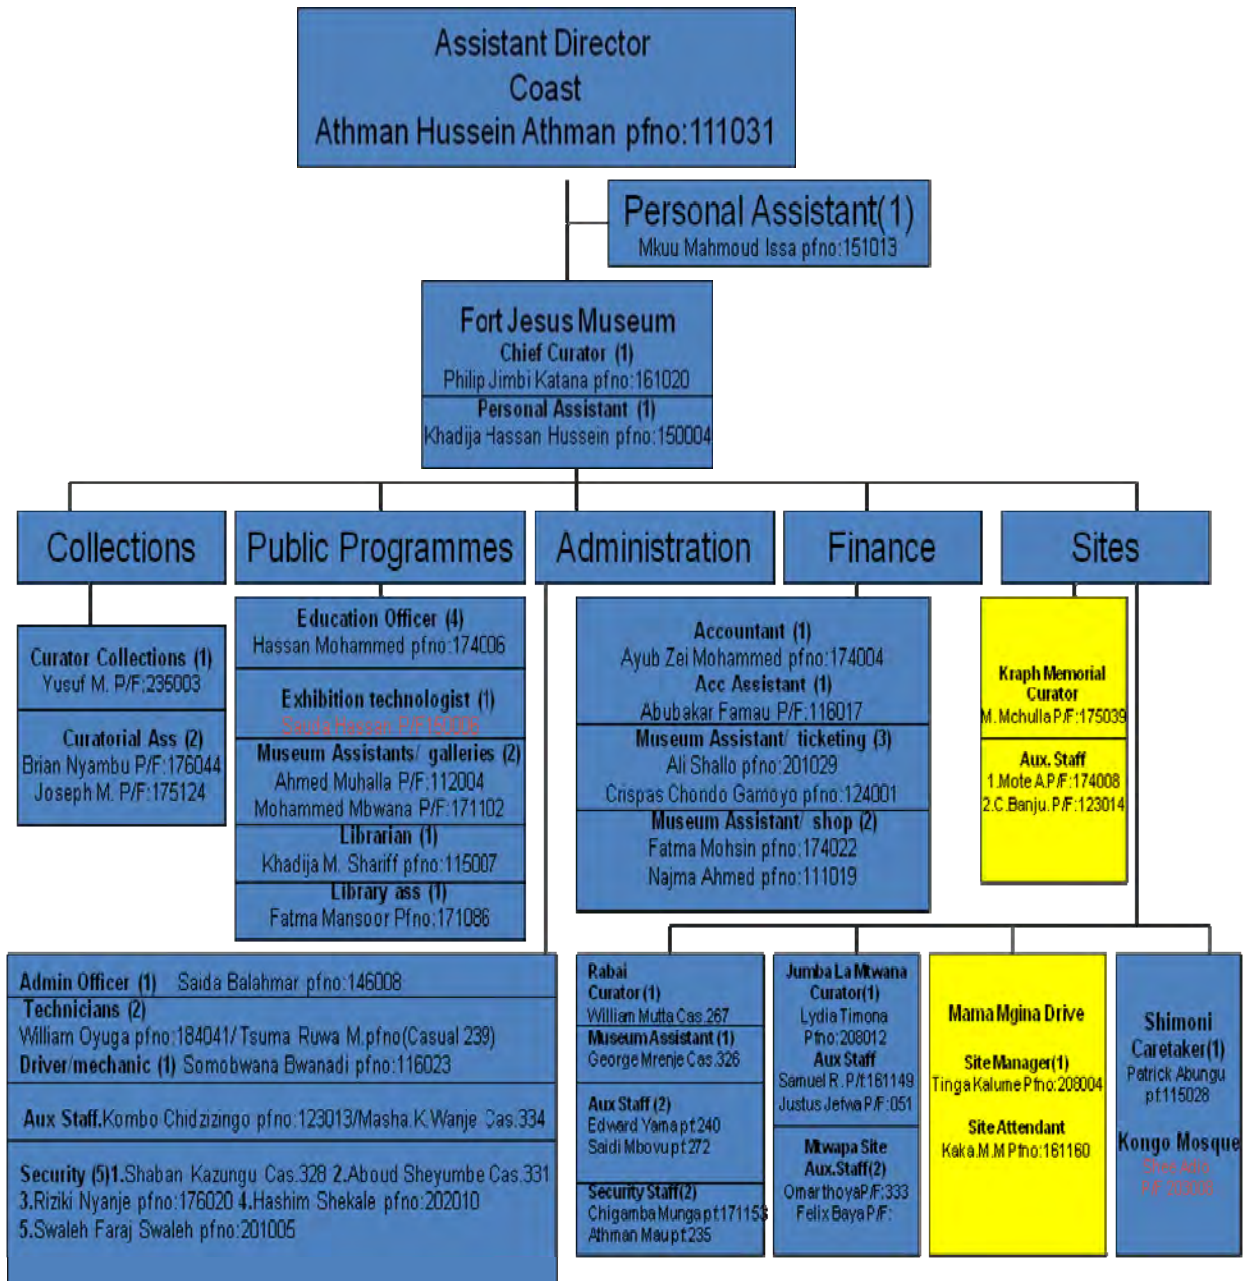 Assistant Director
Coast
Athman Hussein Athman pfno:111031
Personal Assistant(1)
Mkuu Mahmoud Issa pfno:151013
Fort Jesus Museum
Chief Curator (1)
Philip Jimbi Katana pfno:161020
Personal Assistant (1)
Khadija Hassan Hussein pfno:150004
Collections
Public Programmes
Administration
Finance
Sites
Curator Collections (1)
Yusuf M. P/F:235003
Curatorial Ass (2)
Brian Nyambu P/F:176044
Joseph M. P/F:175124
Education Officer (4)
Hassan Mohammed pfno:174006
Exhibition technologist (1)
Sauda Hassan
Museum Assistants/ galleries (2)
Ahmed Muhalla P/F:112004
Mohammed Mbwana P/F:171102
Librarian (1)
Khadija M. Shariff pfno:115007
Library ass (1)
Fatma Mansoor Pfno:171086
Accountant (1)
Ayub Zei Mohammed pfno:174004
Acc Assistant (1)
Abubakar Famau P/F:116017
Museum Assistant/ ticketing (3)
Ali Shallo pfno:201029
Crispas Chondo Gamoyo pfno:124001
Museum Assistant/ shop (2)
Fatma Mohsin pfno:174022
Najma Ahmed pfno:111019
Kraph Memorial
Curator
M. Mchulla P/F:175039
Aux. Staff
1.Mote A.P/F:174008
2.C.Banju. P/F:123014
Admin Officer (1) Saida Balahmar pfno:146008
Technicians (2)
William Oyuga pfno:184041/ Tsuma Ruwa M.pfno(Casual 239)
Driver/mechanic (1) Somobwana Bwanadi pfno:116023
Aux Staff.Kombo Chidzizingo pfno:123013/Masha.K.Wanje Cas.334
Security (5)1.Shaban Kazungu Cas.328 2.Aboud Sheyumbe Cas.331
3.Riziki Nyanje pfno:176020 4.Hashim Shekale pfno:202010
5.Swaleh Faraj Swaleh pfno:201005
Rabai
Curator(1)
William Mutta Cas.267
Museum Assistant (1)
George Mrenje Cas.326
Aux Staff (2)
Edward Yama pf:240
Saidi Mbovu pf:272
Security Staff(2)
Chigamba Munga pf:171153
Athman Mau pf:235
Jumba La Mtwana
Curator(1)
Lydia Timona
Pfno:208012
Aux Staff
Samuel R. P/f:161149
Justus Jefwa P/F:051
Mtwapa Site
Aux.Staff(2)
Omar thoya P/F:333
Felix Baya P/F:
Mama Mgina Drive
Site Manager(1)
Tinga Kalume Pfno:208004
Site Attendant
Kaka.M.M Pfno:161160
Shimoni
Caretaker(1)
Patrick Abungu
pf:115028
Kongo Mosque